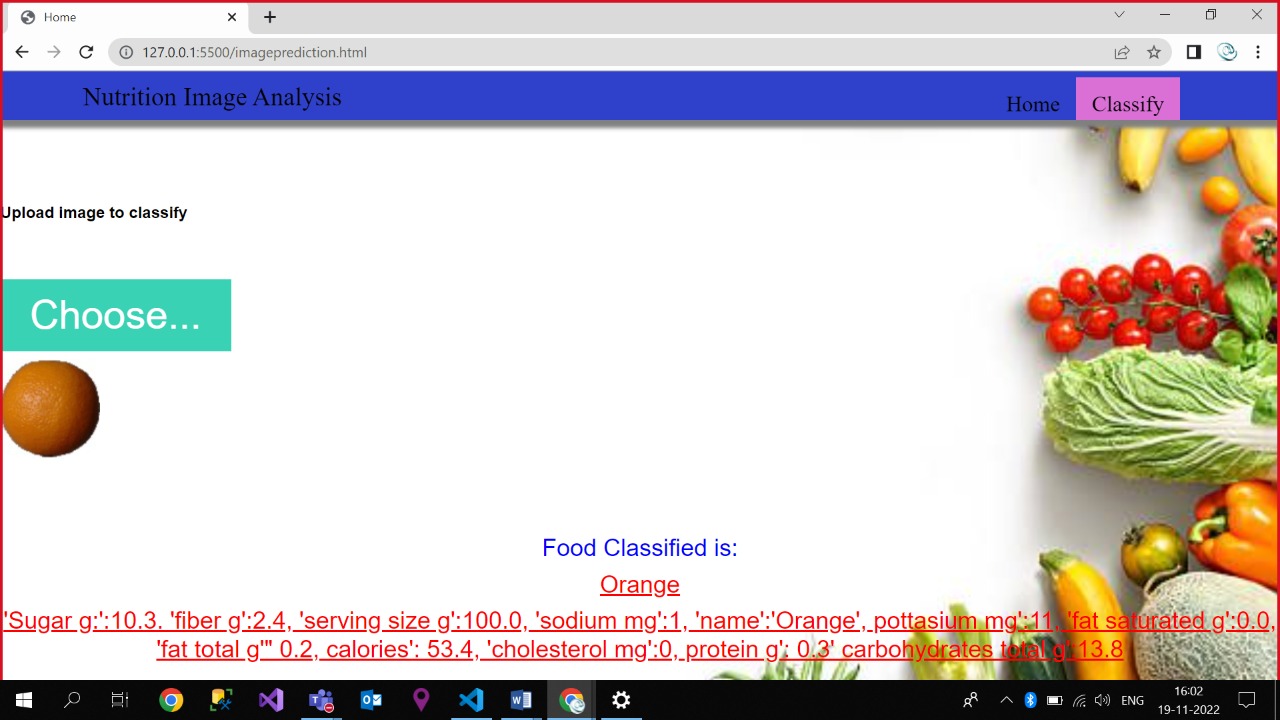 Home
127.0.0.1:5500/imageprediction.html
Nutrition Image Analysis
Home
Classify
Upload image to classify
Choose...
Food Classified is:
Orange
'Sugar g:':10.3. 'fiber g':2.4, 'serving size g':100.0, 'sodium mg':1, 'name':'Orange', pottasium mg':11, 'fat saturated g':0.0,
'fat total g'" 0.2, calories': 53.4, 'cholesterol mg':0, protein g': 0.3' carbohydrates total g':13.8
ENG
16:02
19-11-2022